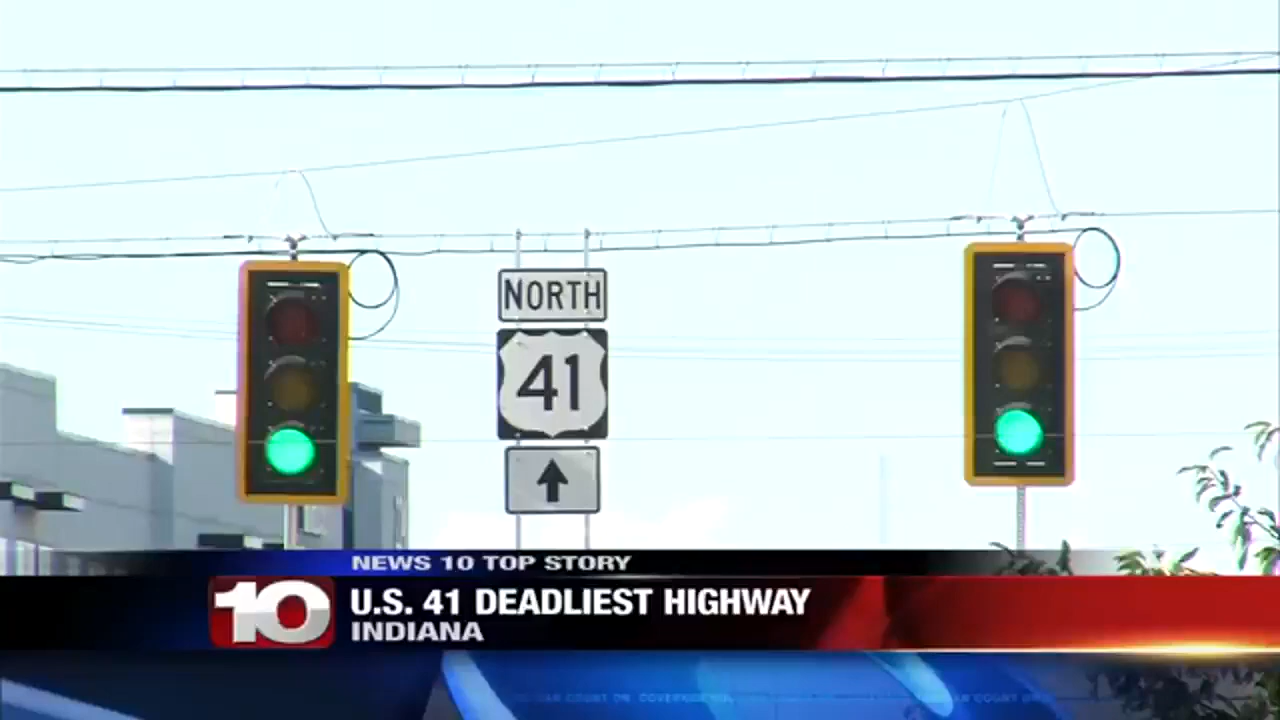 NORTH
41
NEWS 10 TOP STORY
10
U.S. 41 DEADLIEST HIGHWAY
INDIANA